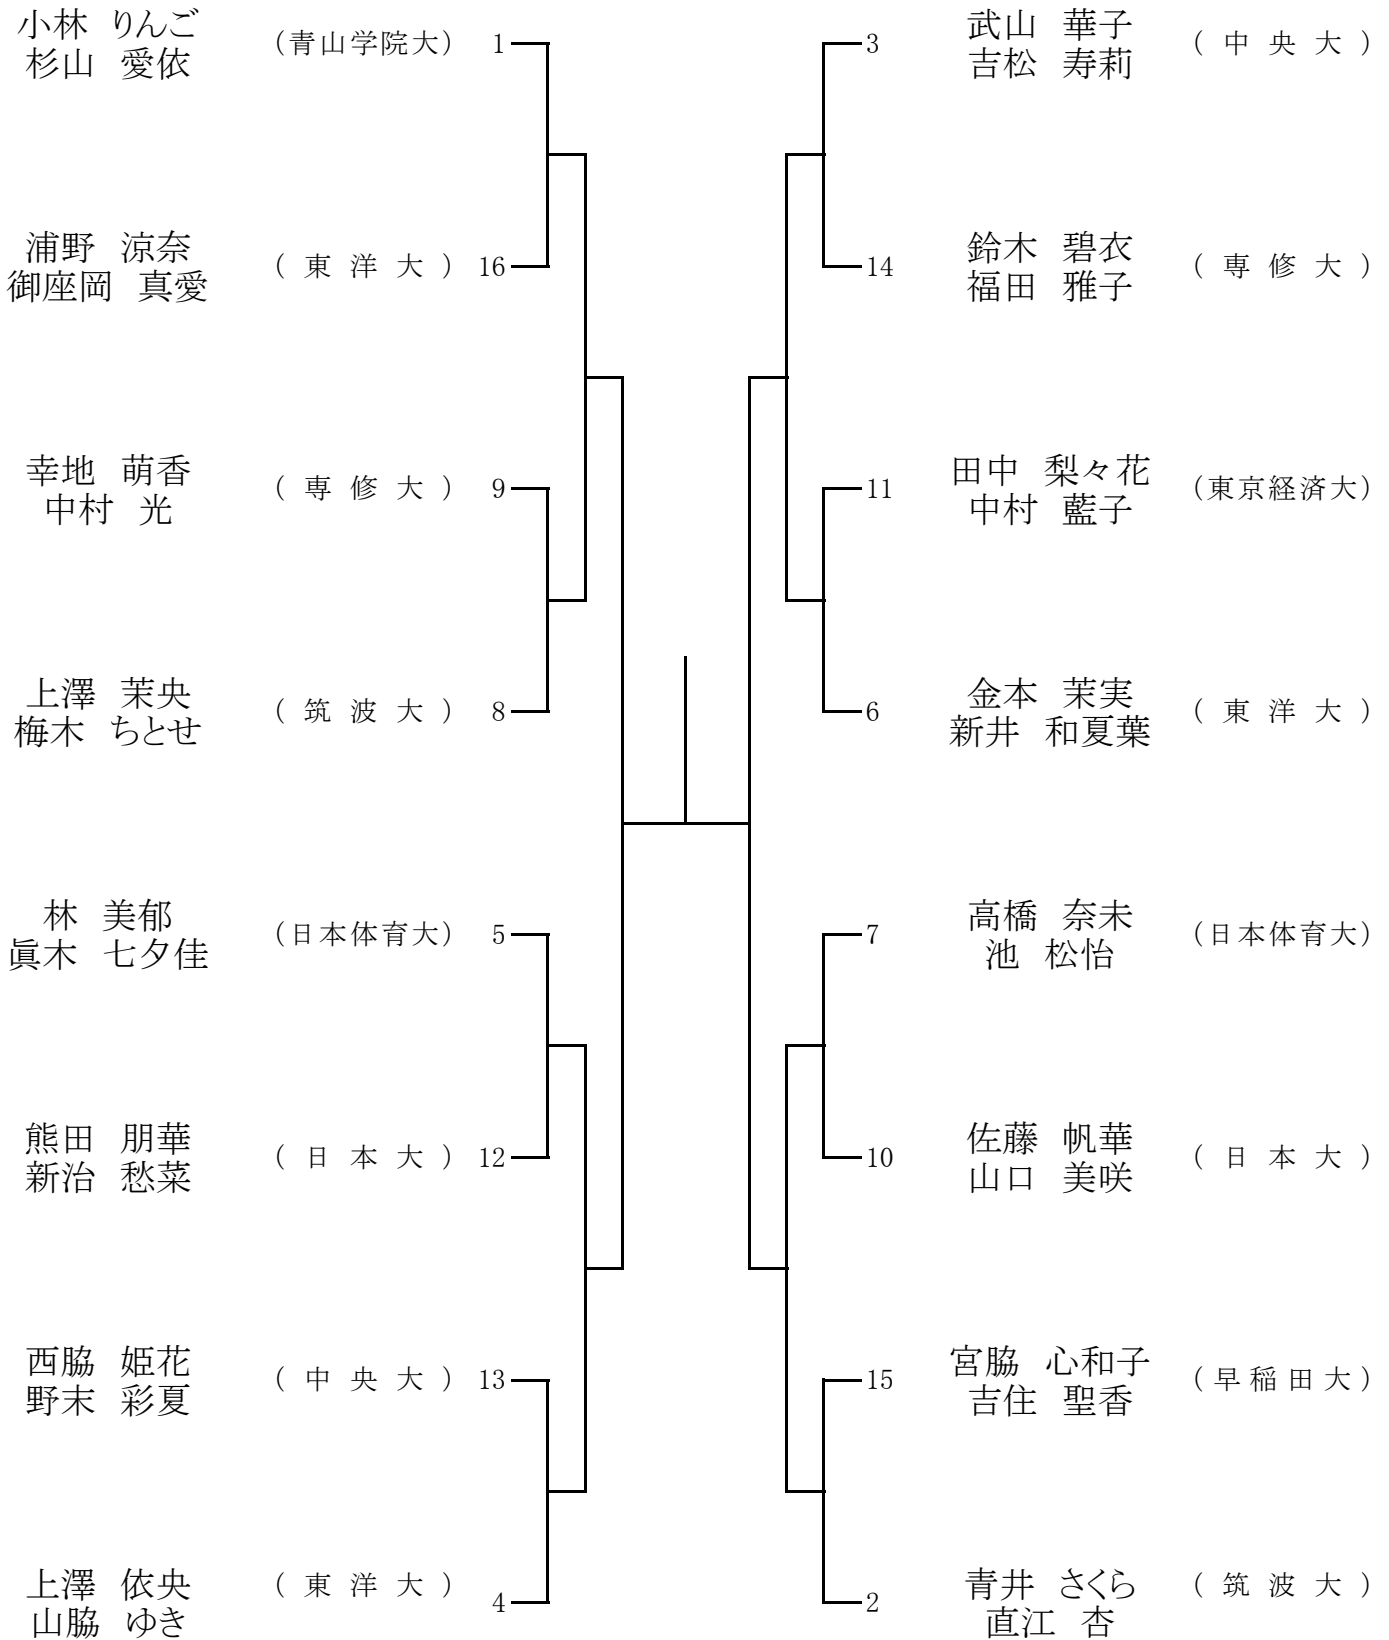 小林 りんご
杉山 愛依
(青山学院大) 1
浦野 涼奈
御座岡 真愛
(東洋大) 16
幸地 萌香
中村 光
(専修大) 9
上澤 茉央
梅木 ちとせ
(筑波大) 8
林 美郁
眞木 七夕佳
(日本体育大) 5
熊田 朋華
新治 愁菜
(日本大) 12
西脇 姫花
野末 彩夏
(中央大) 13
上澤 依央
山脇 ゆき
(東洋大) 4
3 武山 華子
吉松 寿莉
(中央大)
14 鈴木 碧衣
福田 雅子
(専修大)
11 田中 梨々花
中村 藍子
(東京経済大)
6 金本 茉実
新井 和夏葉
(東洋大)
7 高橋 奈未
池 松怡
(日本体育大)
10 佐藤 帆華
山口 美咲
(日本大)
15 宮脇 心和子
吉住 聖香
(早稲田大)
2 青井 さくら
直江 杏
(筑波大)